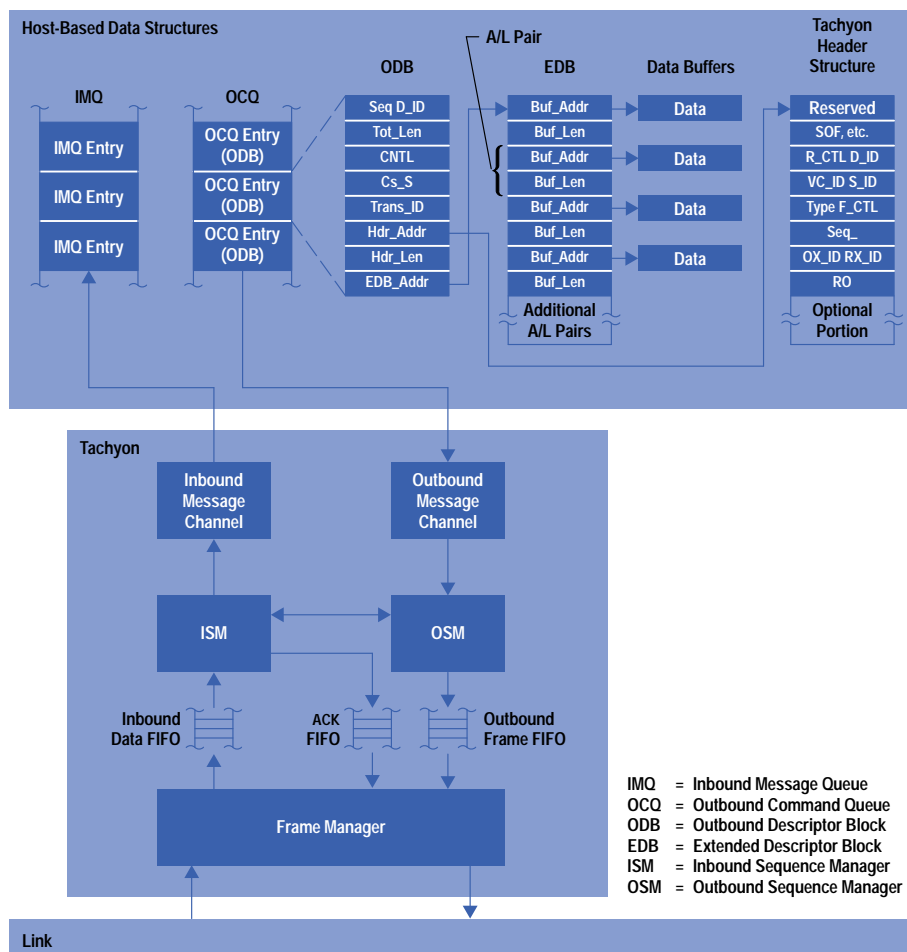 Host-Based Data Structures
A/L Pair
Tachyon
Header
Structure
IMQ
OCQ
ODB
EDB
Data Buffers
IMQ Entry
IMQ Entry
IMQ Entry
OCQ Entry
(ODB)
OCQ Entry
(ODB)
OCQ Entry
(ODB)
Seq D_ID
Tot_Len
CNTL
Cs_S
Trans_ID
Hdr_Addr
Hdr_Len
EDB_Addr
Buf_Addr
Buf_Len
Buf_Addr
Buf_Len
Buf_Addr
Buf_Len
Buf_Addr
Buf_Len
Additional
A/L Pairs
Data
Data
Data
Data
Reserved
SOF, etc.
R_CTL D_ID
VC_ID S_ID
Type F_CTL
Seq_
OX_ID RX_ID
RO
Optional
Portion
Tachyon
Inbound
Message
Channel
Outbound
Message
Channel
ISM
OSM
Inbound
Data FIFO
ACK
FIFO
Outbound
Frame FIFO
Frame Manager
IMQ = Inbound Message Queue
OCQ = Outbound Command Queue
ODB = Outbound Descriptor Block
EDB = Extended Descriptor Block
ISM = Inbound Sequence Manager
OSM = Outbound Sequence Manager
Link